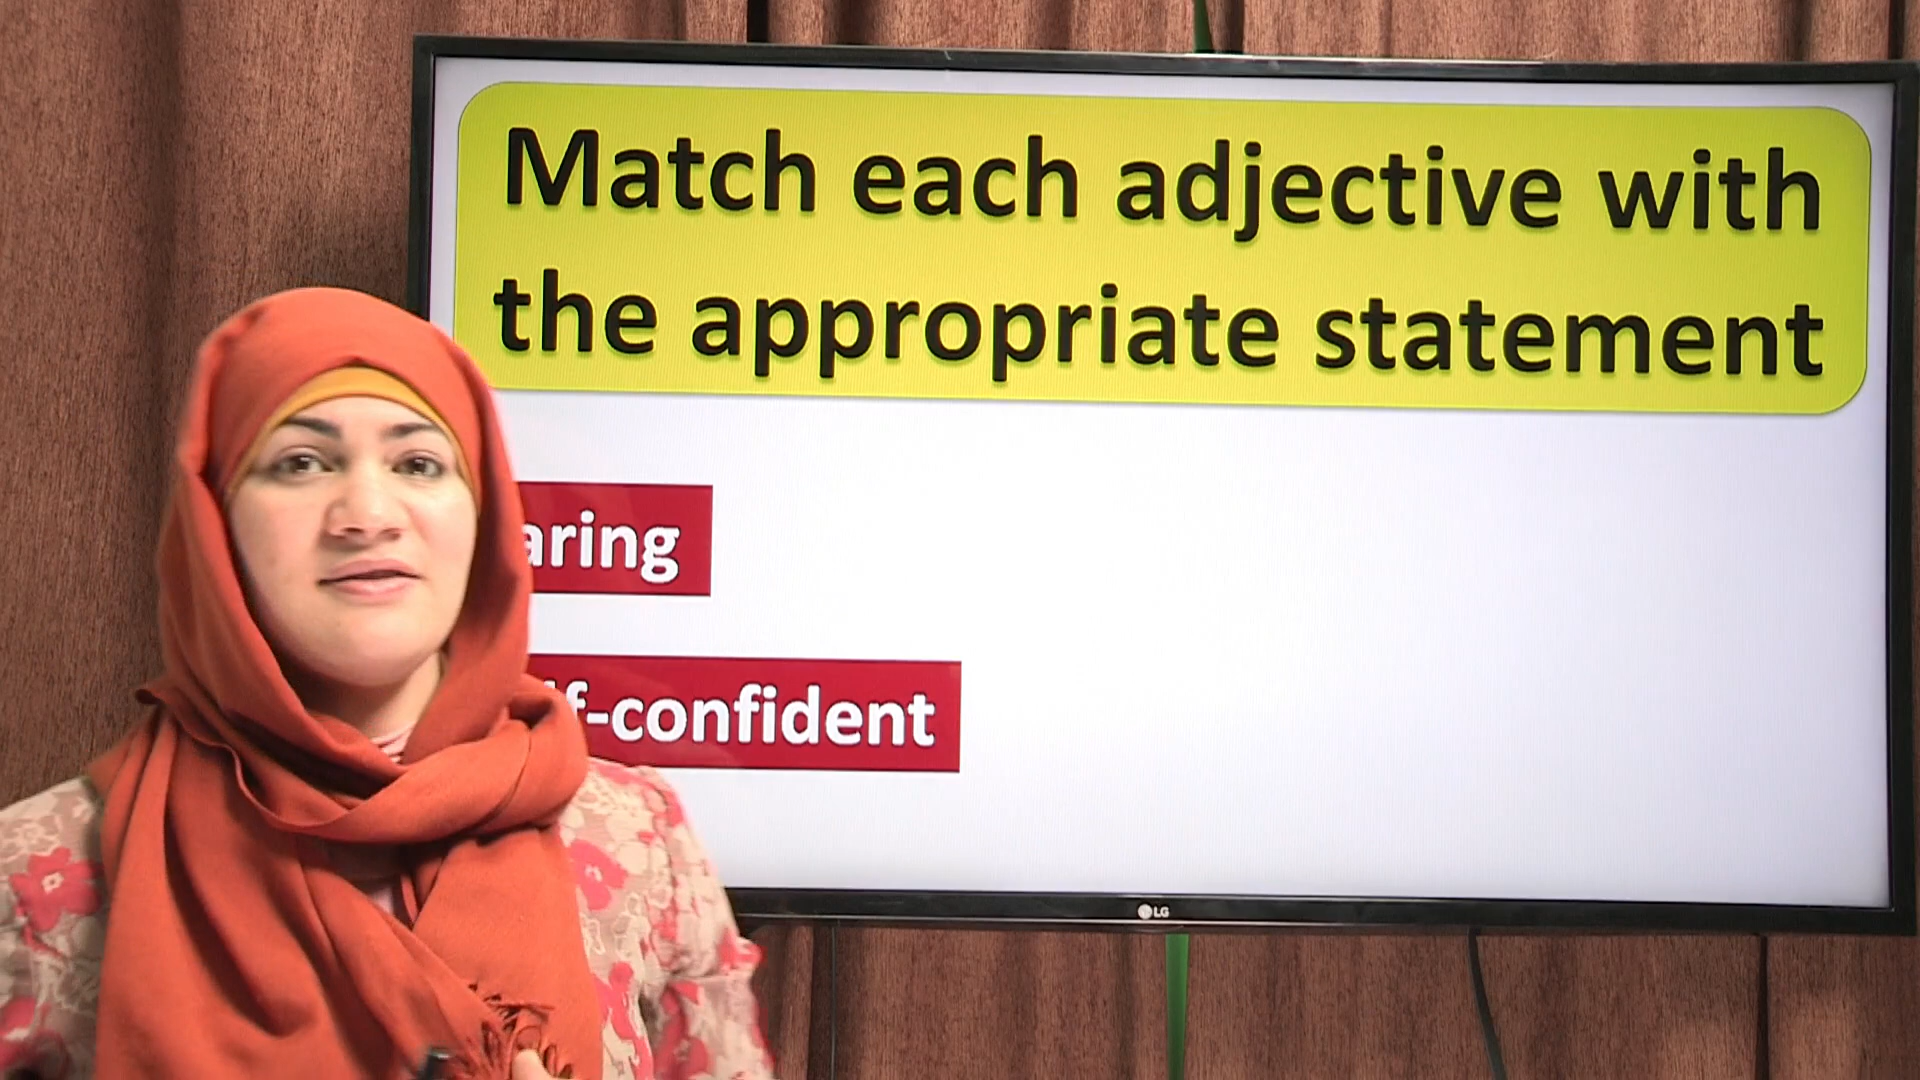 Match each adjective with
the appropriate statement
aring
f-confident
LG